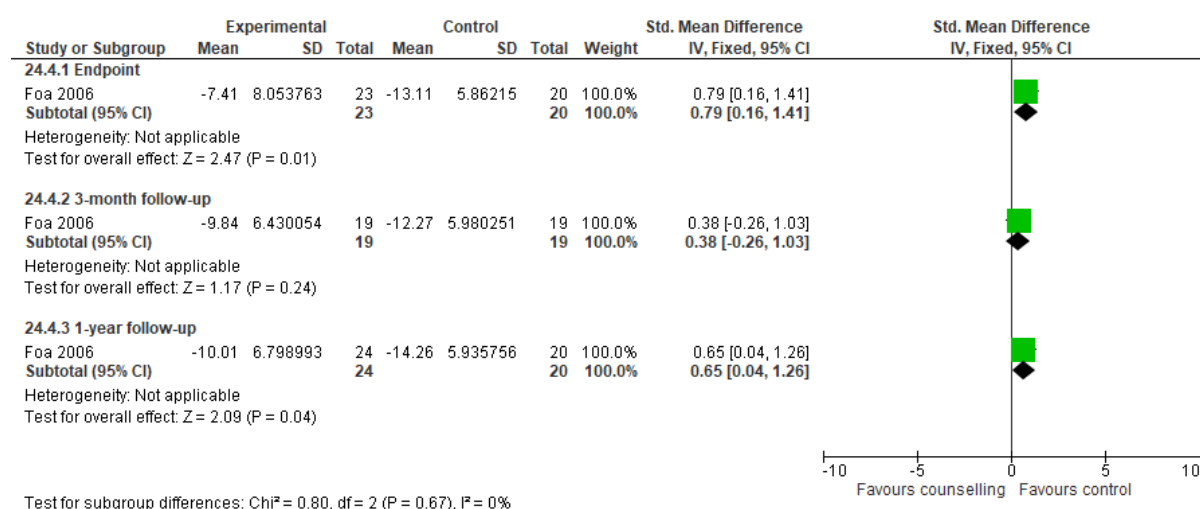 Experimental Control Std. Mean Difference Std. Mean Difference
Study or Subgroup Mean SD Total Mean SD Total Weight IV, Fixed, 95% CI IV, Fixed, 95% CI
24.4.1 Endpoint
Foa 2006 -7.41 8.053763 23 -13.11 5.86215 20 100.0% 0.79 [0.16, 1.41]
Subtotal (95% CI) 23 20 100.0% 0.79 [0.16, 1.41]
Heterogeneity: Not applicable
Test for overall effect: Z = 2.47 (P = 0.01)
24.4.2 3-month follow-up
Foa 2006 -9.84 6.430054 19 -12.27 5.980251 19 100.0% 0.38 [-0.26, 1.03]
Subtotal (95% CI) 19 19 100.0% 0.38 [-0.26, 1.03]
Heterogeneity: Not applicable
Test for overall effect: Z = 1.17 (P = 0.24)
24.4.3 1-year follow-up
Foa 2006 -10.01 6.798993 24 -14.26 5.935756 20 100.0% 0.65 [0.04, 1.26]
Subtotal (95% CI) 24 20 100.0% 0.65 [0.04, 1.26]
Heterogeneity: Not applicable
Test for overall effect: Z = 2.09 (P = 0.04)
-10 -5 0 5 10
Favours counselling Favours control
Test for subgroup differences: Chi² = 0.80, df = 2 (P = 0.67), I² = 0%